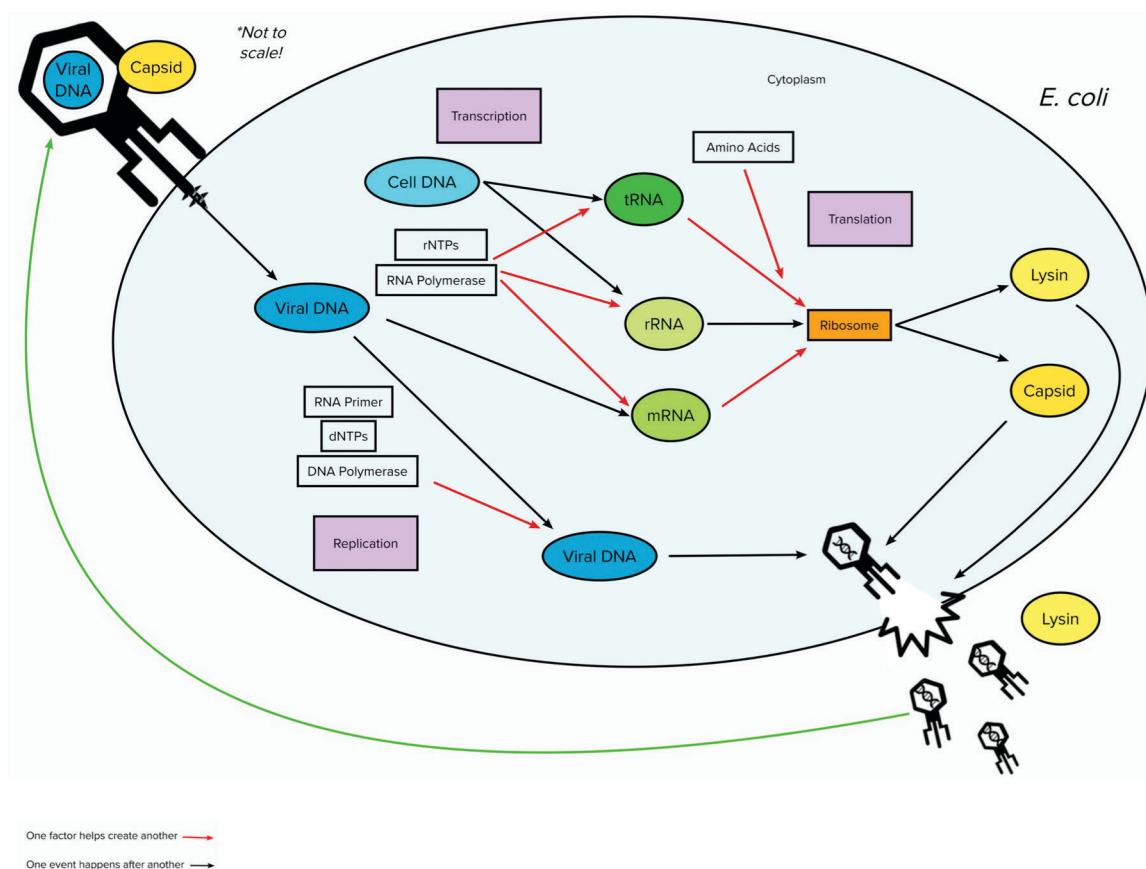 *Not to
scale!
Viral
DNA
Capsid
Cytoplasm
E. coli
Transcription
Amino Acids
Cell DNA
tRNA
Translation
rNTPs
RNA Polymerase
Viral DNA
rRNA
Ribosome
Lysin
mRNA
Capsid
RNA Primer
dNTPs
DNA Polymerase
Replication
Viral DNA
Lysin
One factor helps create another
One event happens after another